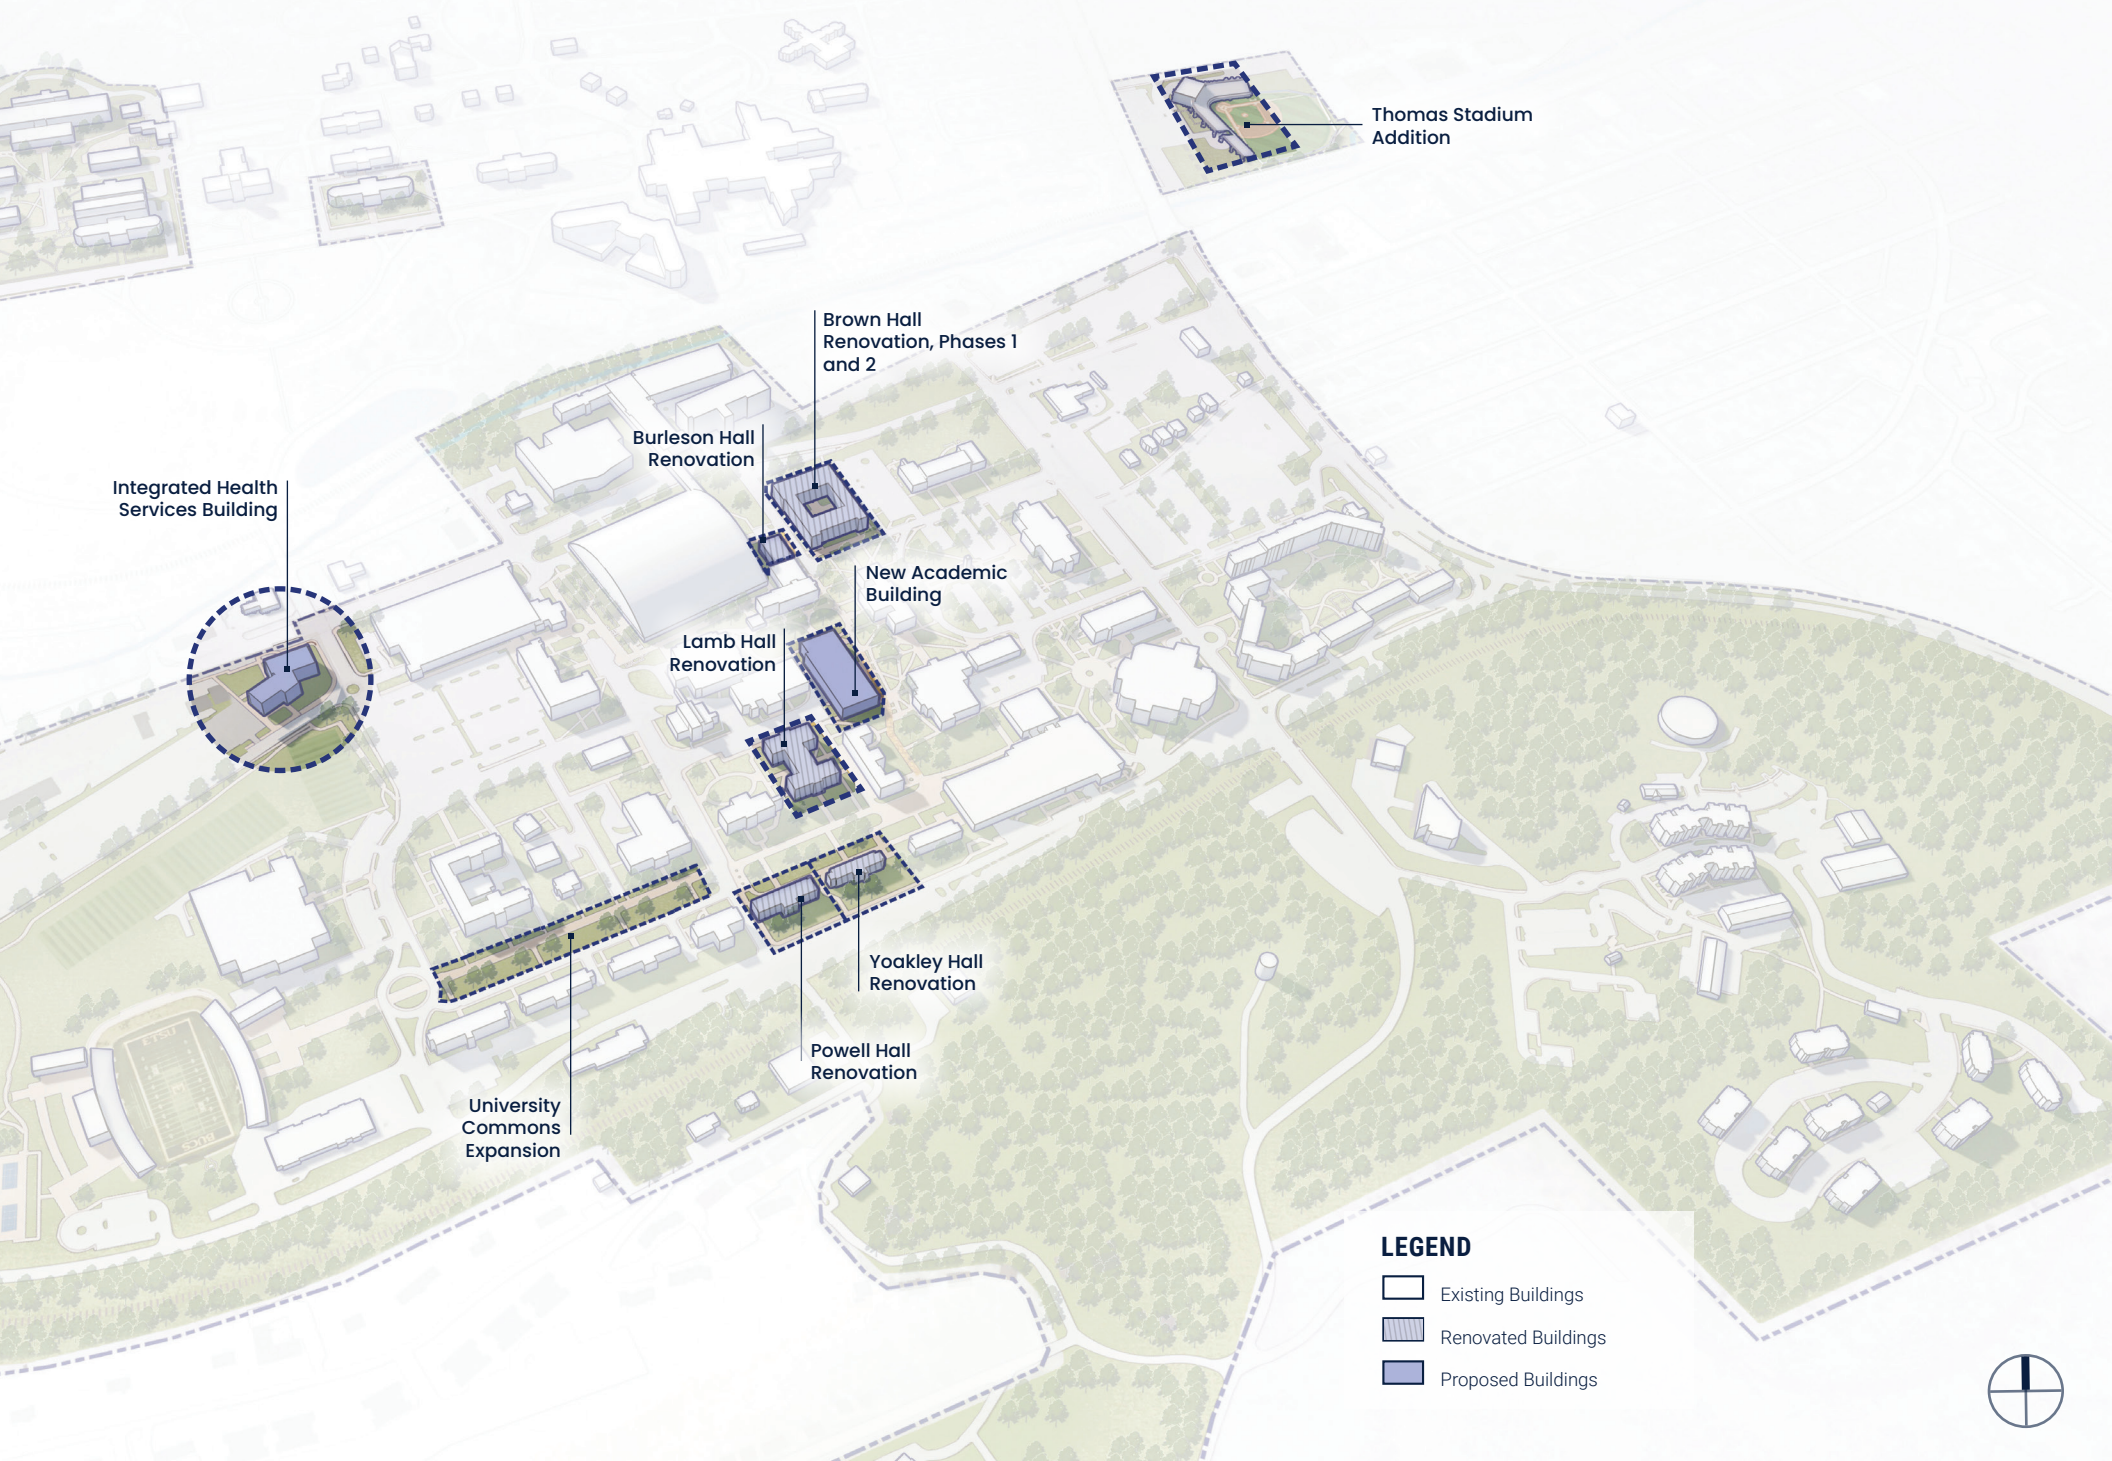 Thomas Stadium
Addition
Brown Hall
Renovation, Phases 1
and 2
Burleson Hall
Renovation
Integrated Health
Services Building
New Academic
Building
Lamb Hall
Renovation
Yoakley Hall
Renovation
Powell Hall
Renovation
University
Commons
Expansion
ETSU
BUCS
LEGEND
Existing Buildings
Renovated Buildings
Proposed Buildings